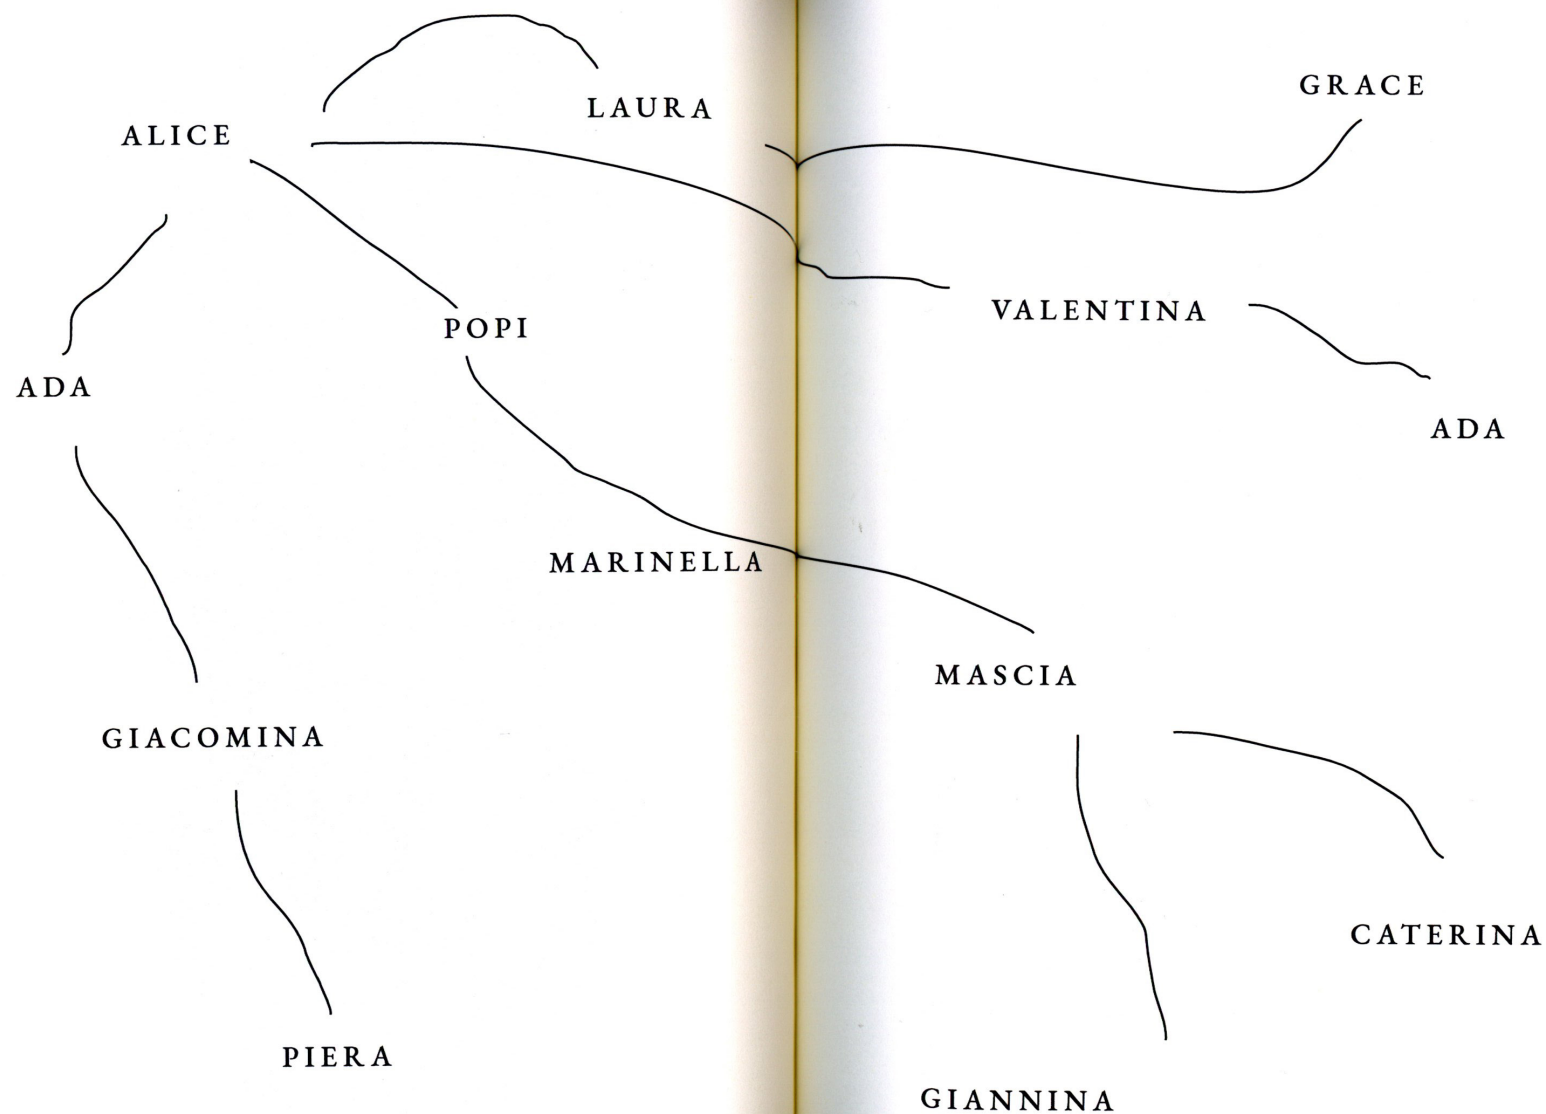 LAURA
ALICE
POPI
ADA
MARINELLA
GIACOMINA
PIERA
GRACE
VALENTINA
ADA
MASCIA
CATERINA
GIANNINA